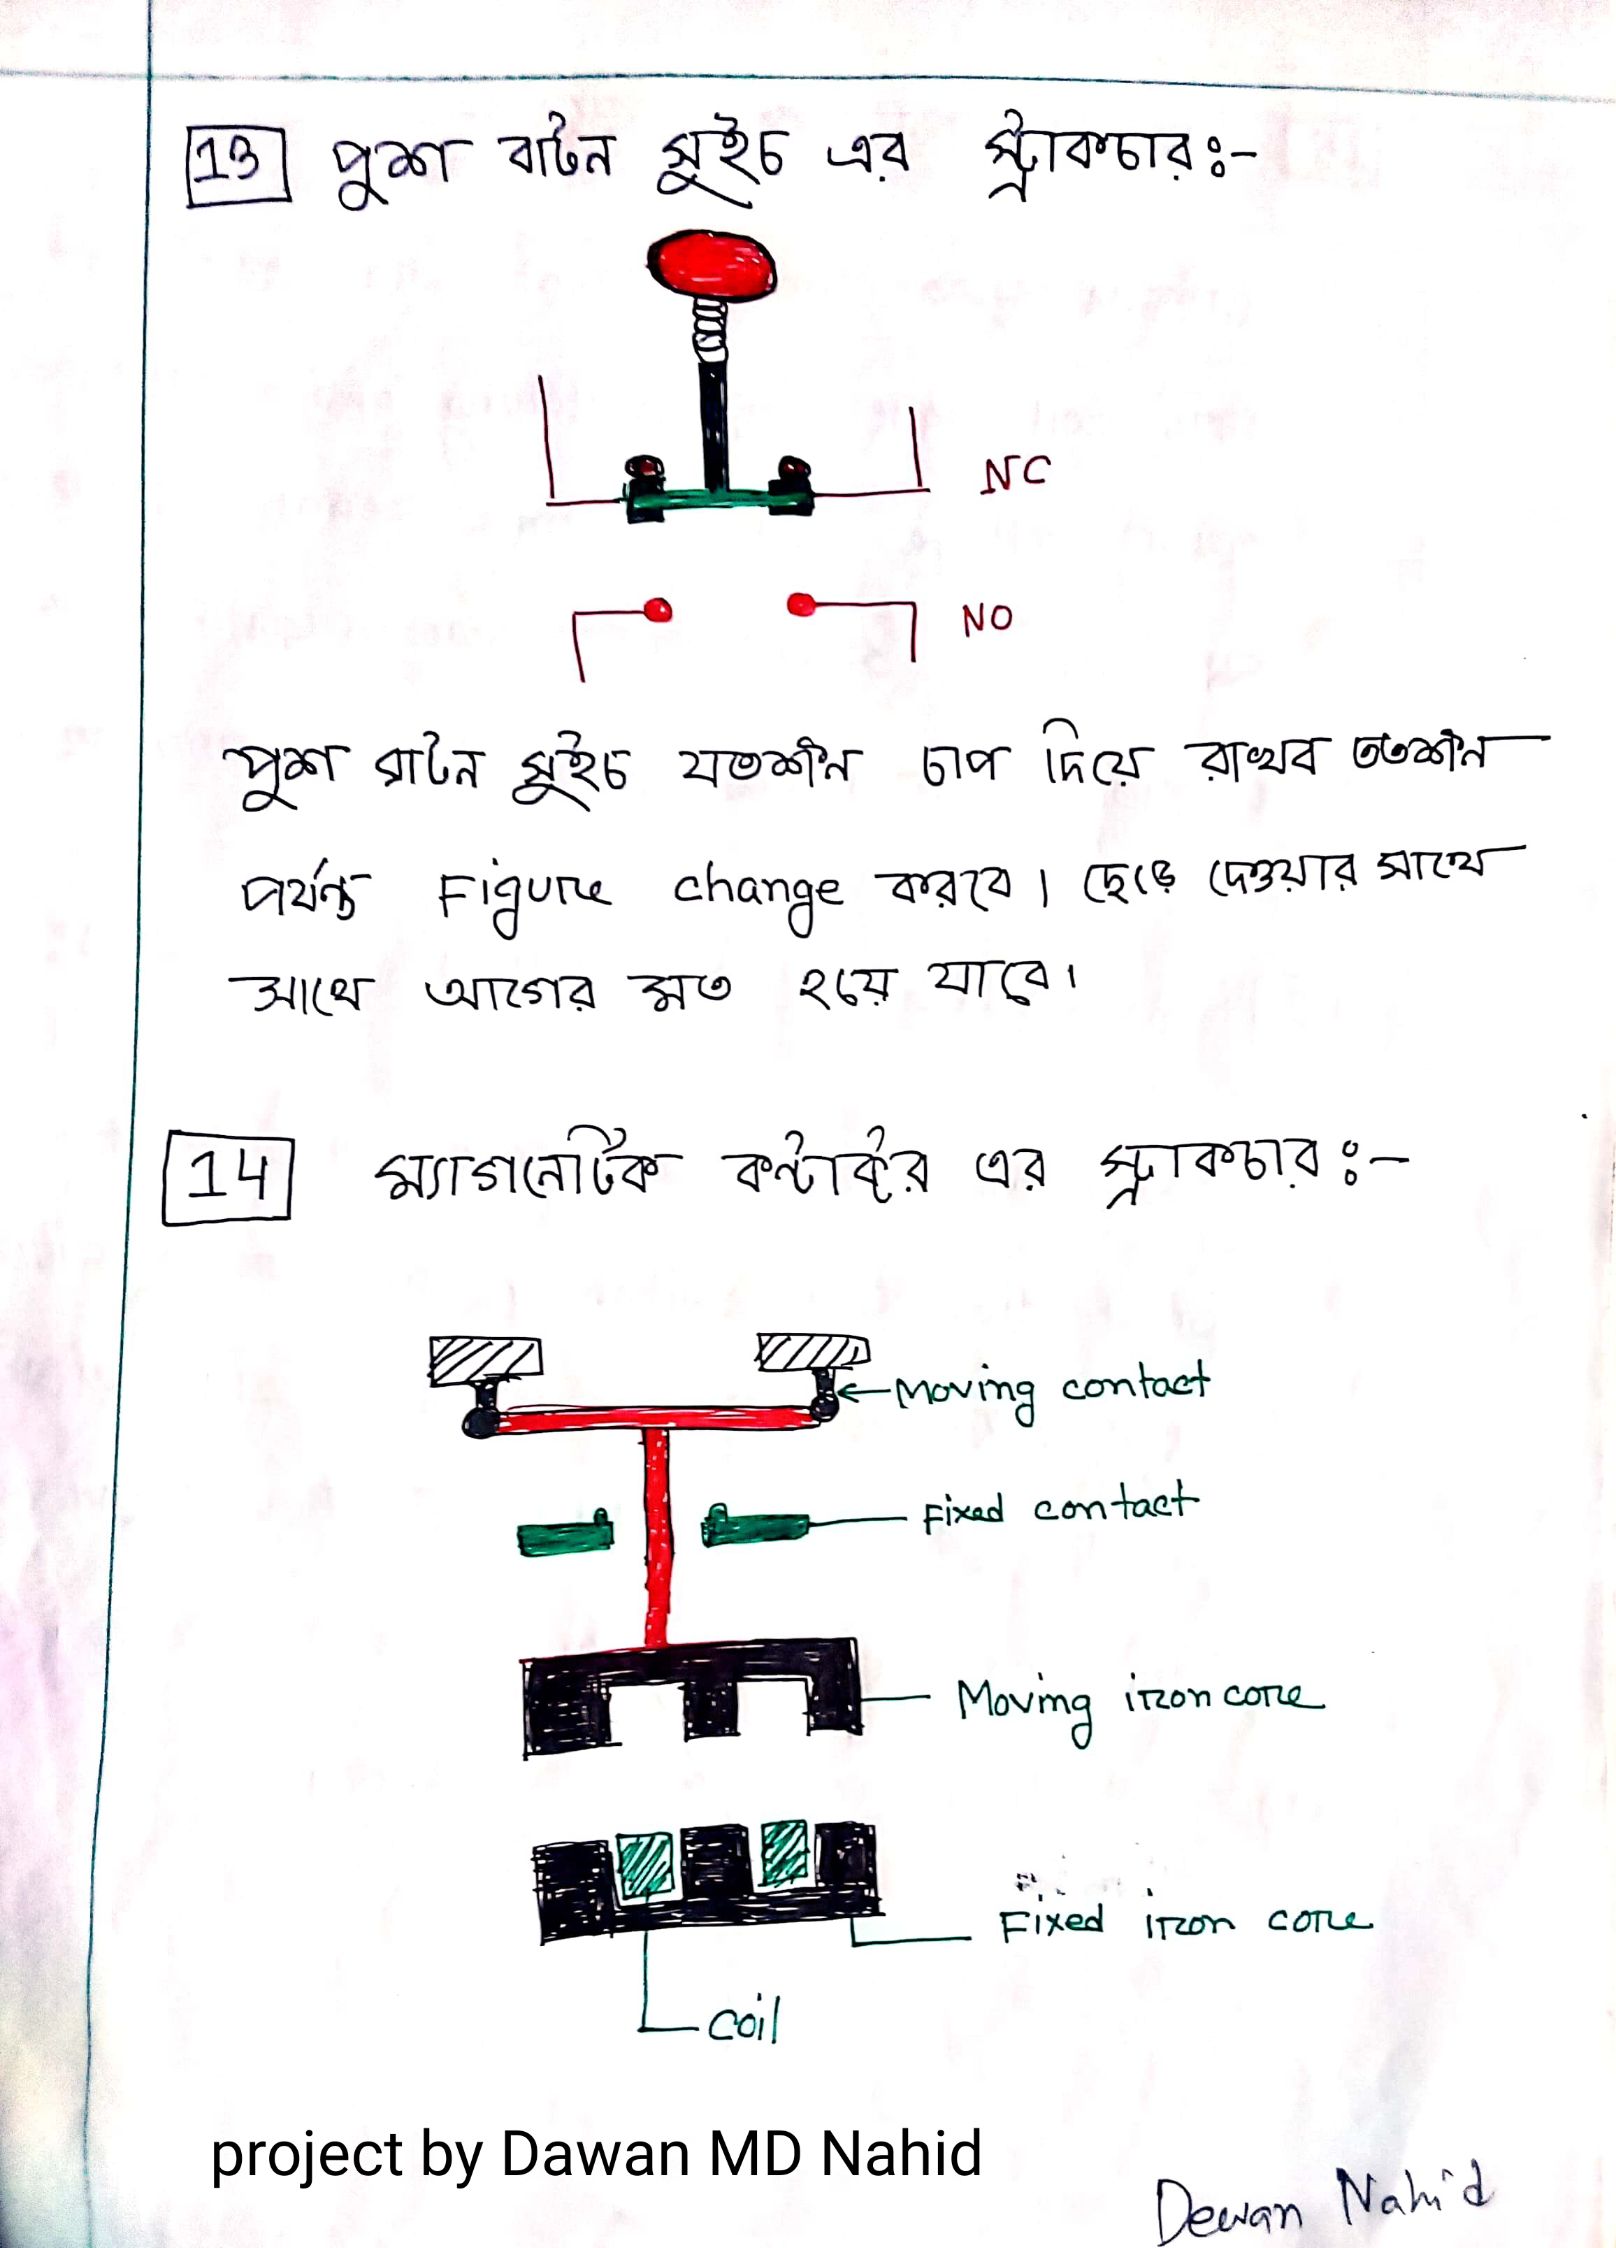 13 পুশ বাটন সুইচ এর স্ট্রাকচার ঃ-
NC
NO
পুশ বাটন সুইচ যতক্ষন চাপ দিয়ে রাখব ততক্ষন
পর্যন্ত Figure change করবে। ছেড়ে দেওয়ার সাথে
সাথে আগের মত হয়ে যাবে।
14 ম্যাগনেটিক কন্টাক্টর এর স্ট্রাকচার ঃ-
Moving contact
Fixed contact
Moving iron core
Fixed iron core
coil
project by Dawan MD Nahid
Dewan Nahid